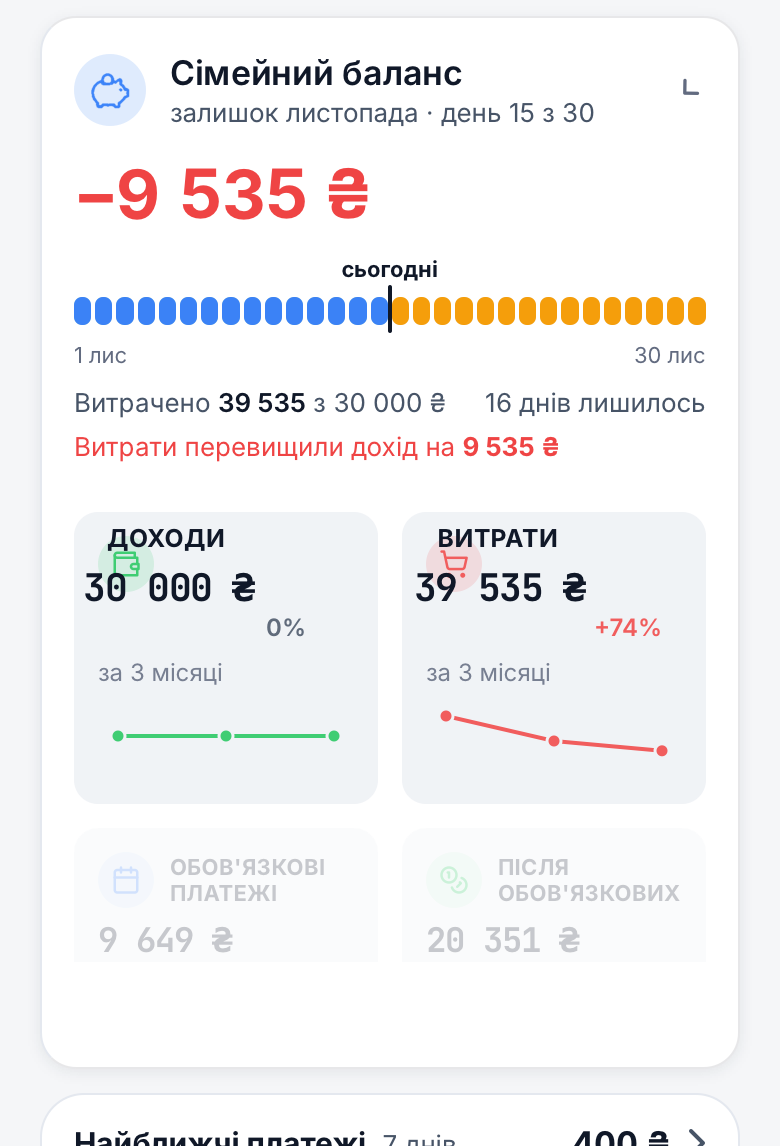 Сімейний баланс
залишок листопада · день 15 з 30
−9 535 ₴
сьогодні
1 лис 30 лис
Витрачено 39 535 з 30 000 ₴ 16 днів лишилось
Витрати перевищили дохід на 9 535 ₴
ДОХОДИ
30 000 ₴
0%
за 3 місяці
ВИТРАТИ
39 535 ₴
+74%
за 3 місяці
ОБОВ'ЯЗКОВІ
ПЛАТЕЖІ
9 649 ₴
ПІСЛЯ
ОБОВ'ЯЗКОВИХ
20 351 ₴
Найближчі платежі 7 днів 400 ₴